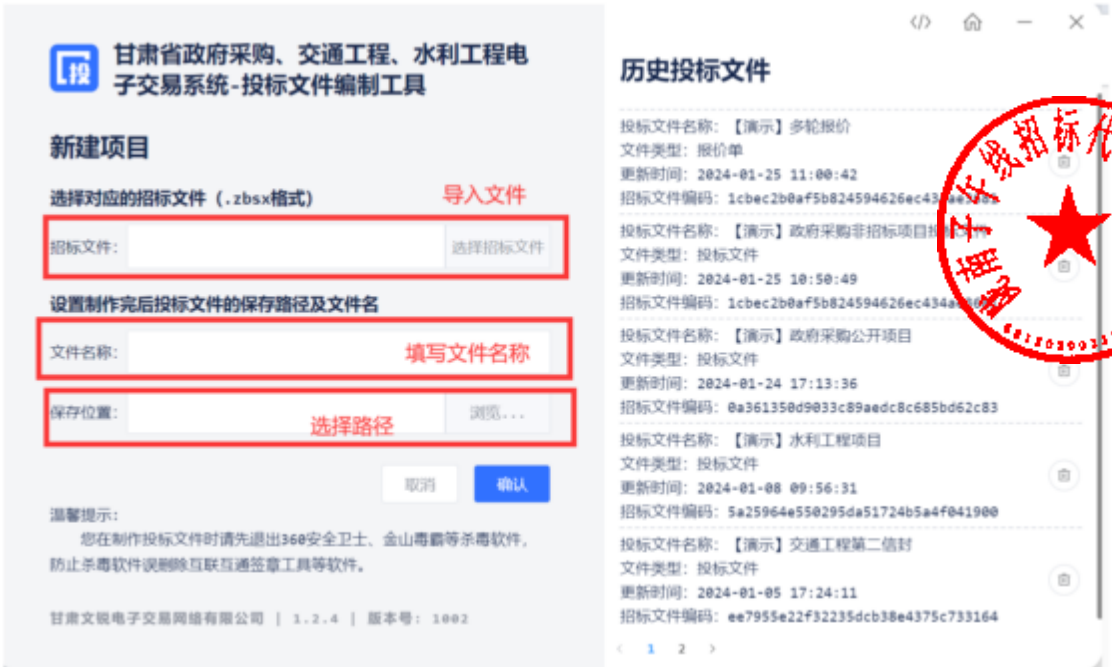 甘肃省政府采购、交通工程、水利工程电
子交易系统-投标文件编制工具
新建项目
选择对应的招标文件（.zbsx格式）
导入文件
招标文件：
选择招标文件
设置制作完后投标文件的保存路径及文件名
文件名称：
填写文件名称
保存位置：
选择路径
浏览...
取消
确认
温馨提示：
您在制作投标文件时请先退出360安全卫士、金山毒霸等杀毒软件，
防止杀毒软件误删除互联互通签章工具等软件。
甘肃文锐电子交易网络有限公司 | 1.2.4 | 版本号: 1002
历史投标文件
投标文件名称：【演示】多轮报价
文件类型：报价单
更新时间：2024-01-25 11:00:42
招标文件编码：1cbec2b0af5b824594626ec43
投标文件名称：【演示】政府采购非招标项目投标文件
文件类型：投标文件
更新时间：2024-01-25 10:50:49
招标文件编码：1cbec2b0af5b824594626ec434a
投标文件名称：【演示】政府采购公开项目
文件类型：投标文件
更新时间：2024-01-24 17:13:36
招标文件编码：0a361350d9033c89aedc8c685bd62c83
投标文件名称：【演示】水利工程项目
文件类型：投标文件
更新时间：2024-01-08 09:56:31
招标文件编码：5a25964e550295da51724b5a4f041900
投标文件名称：【演示】交通工程第二信封
文件类型：投标文件
更新时间：2024-01-05 17:24:11
招标文件编码：ee7955e22f32235dcb38e4375c733164
1 2
投
线招标代